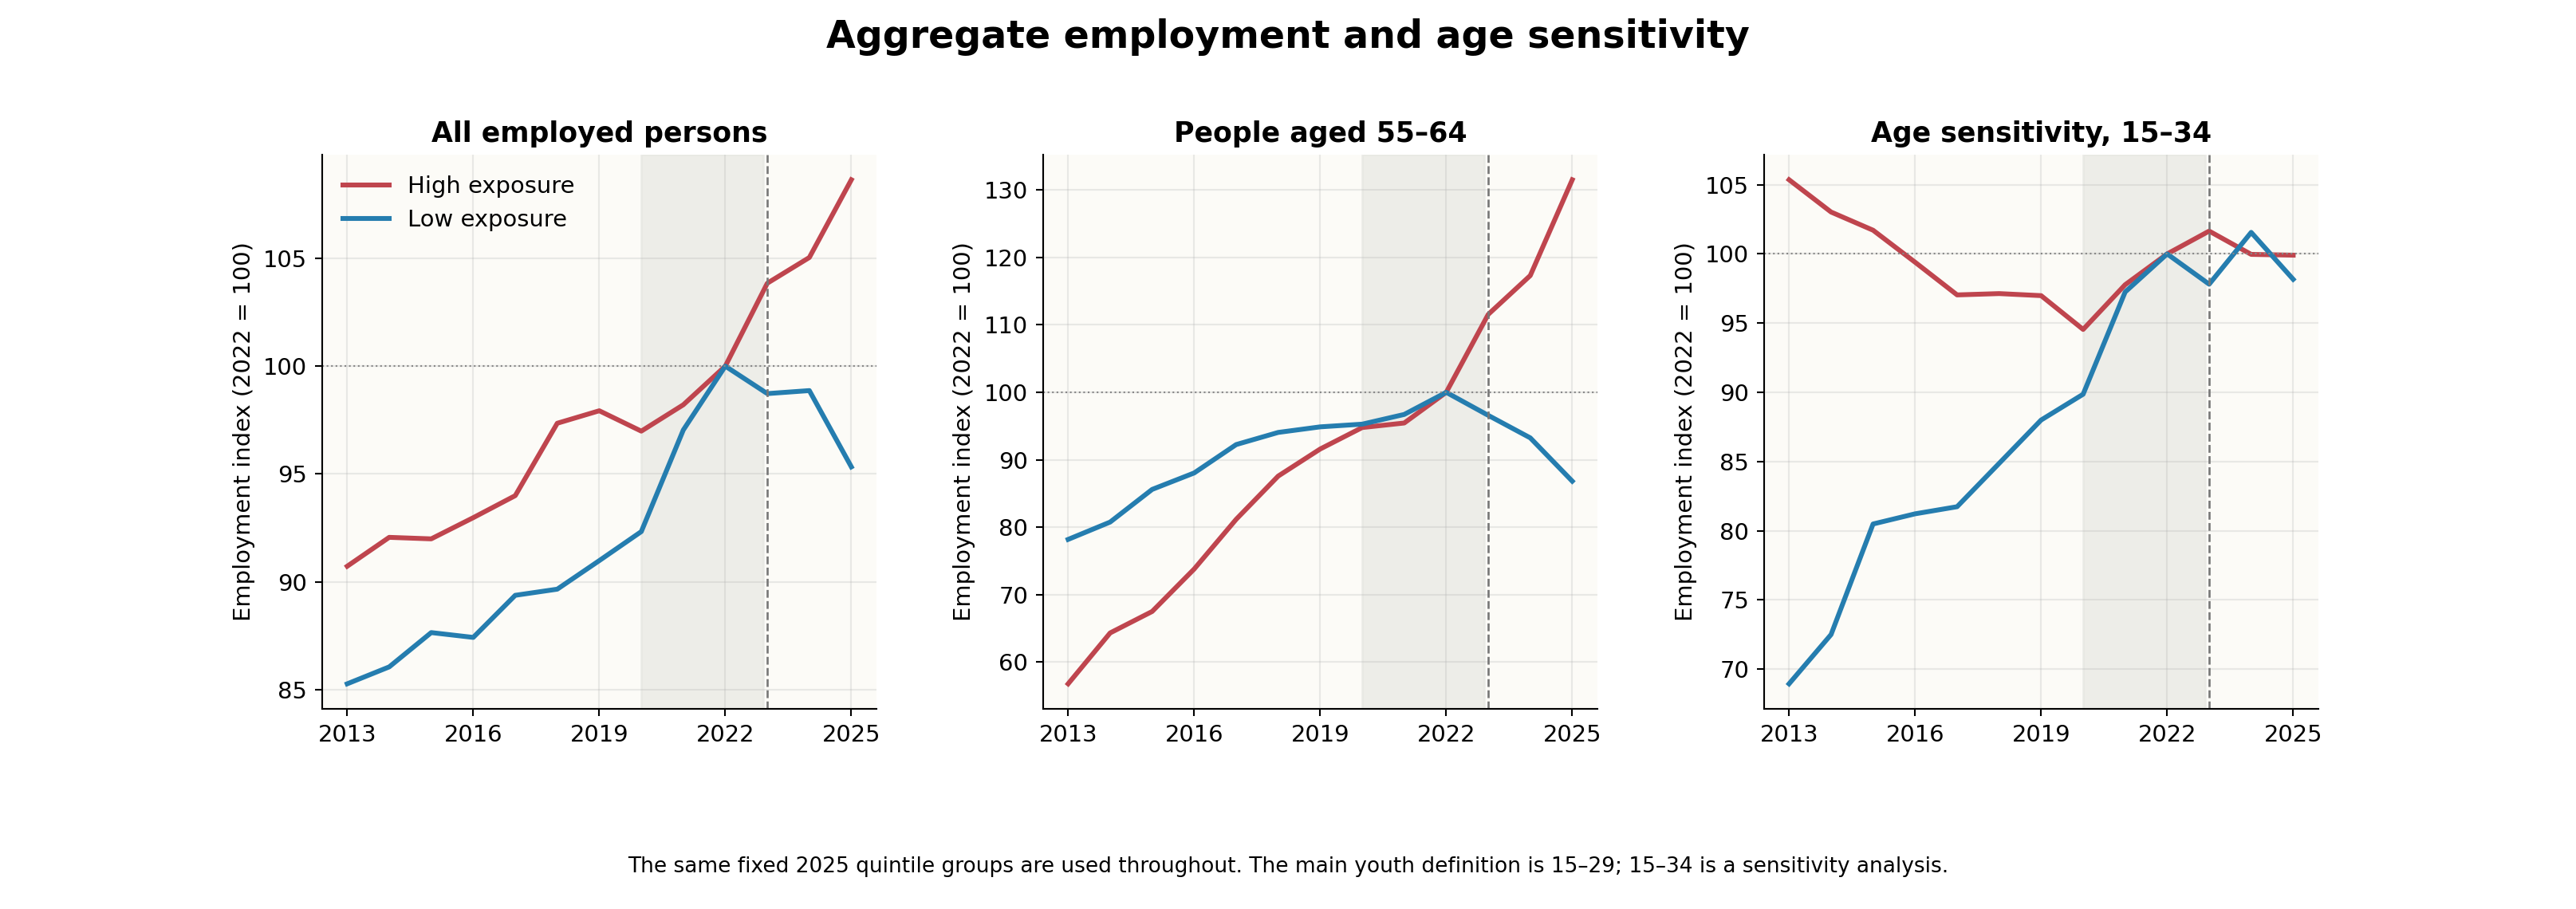 Aggregate employment and age sensitivity
All employed persons
Employment index (2022 = 100)
105
100
95
90
85
High exposure
Low exposure
2013 2016 2019 2022 2025
People aged 55–64
Employment index (2022 = 100)
130
120
110
100
90
80
70
60
2013 2016 2019 2022 2025
Age sensitivity, 15–34
Employment index (2022 = 100)
105
100
95
90
85
80
75
70
2013 2016 2019 2022 2025
The same fixed 2025 quintile groups are used throughout. The main youth definition is 15–29; 15–34 is a sensitivity analysis.